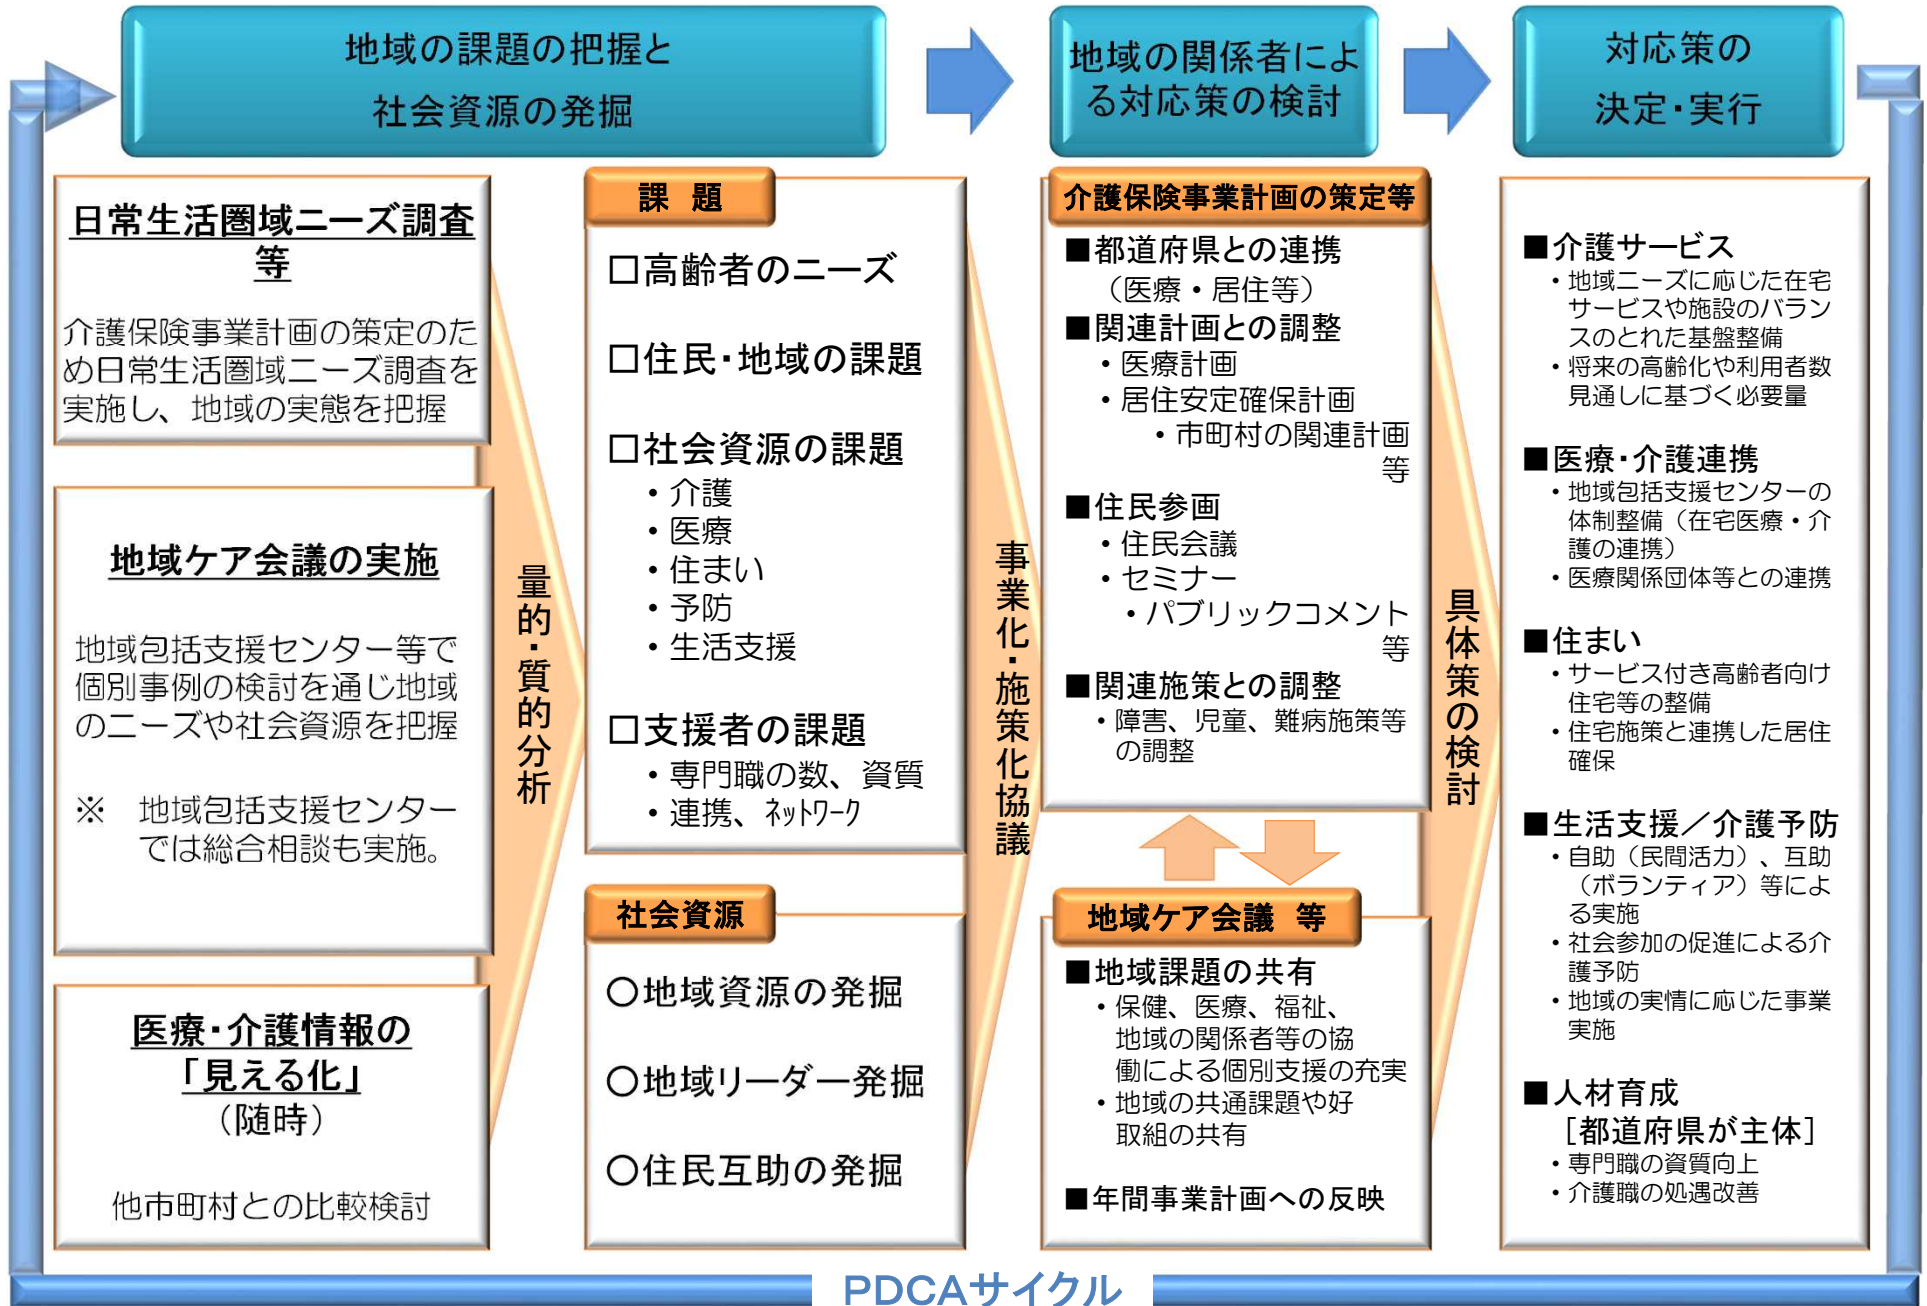 地域の課題の把握と
社会資源の発掘
地域の関係者によ
る対応策の検討
対応策の
決定・実行
日常生活圏域ニーズ調査
等
介護保険事業計画の策定のた
め日常生活圏域ニーズ調査を
実施し、地域の実態を把握
地域ケア会議の実施
地域包括支援センター等で
個別事例の検討を通じ地域
のニーズや社会資源を把握
※　地域包括支援センター
では総合相談も実施。
医療・介護情報の
「見える化」
（随時）
他市町村との比較検討
量的・質的分析
課 題
□高齢者のニーズ
□住民・地域の課題
□社会資源の課題
・介護
・医療
・住まい
・予防
・生活支援
□支援者の課題
・専門職の数、資質
・連携、ﾈｯﾄﾜｰｸ
社会資源
○地域資源の発掘
○地域リーダー発掘
○住民互助の発掘
事業化・施策化協議
介護保険事業計画の策定等
■都道府県との連携
（医療・居住等）
■関連計画との調整
・医療計画
・居住安定確保計画
・市町村の関連計画
等
■住民参画
・住民会議
・セミナー
・パブリックコメント
等
■関連施策との調整
・障害、児童、難病施策等
の調整
地域ケア会議 等
■地域課題の共有
・保健、医療、福祉、
地域の関係者等の協
働による個別支援の充実
・地域の共通課題や好
取組の共有
■年間事業計画への反映
具体策の検討
■介護サービス
・地域ニーズに応じた在宅
サービスや施設のバラン
スのとれた基盤整備
・将来の高齢化や利用者数
見通しに基づく必要量
■医療・介護連携
・地域包括支援センターの
体制整備（在宅医療・介
護の連携）
・医療関係団体等との連携
■住まい
・サービス付き高齢者向け
住宅等の整備
・住宅施策と連携した居住
確保
■生活支援／介護予防
・自助（民間活力）、互助
（ボランティア）等によ
る実施
・社会参加の促進による介
護予防
・地域の実情に応じた事業
実施
■人材育成
［都道府県が主体］
・専門職の資質向上
・介護職の処遇改善
PDCAサイクル